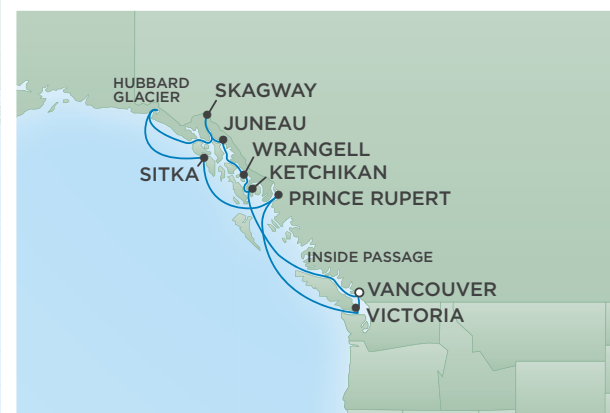 HUBBARD
GLACIER
SKAGWAY
JUNEAU
WRANGELL
SITKA
KETCHIKAN
PRINCE RUPERT
INSIDE PASSAGE
VANCOUVER
VICTORIA